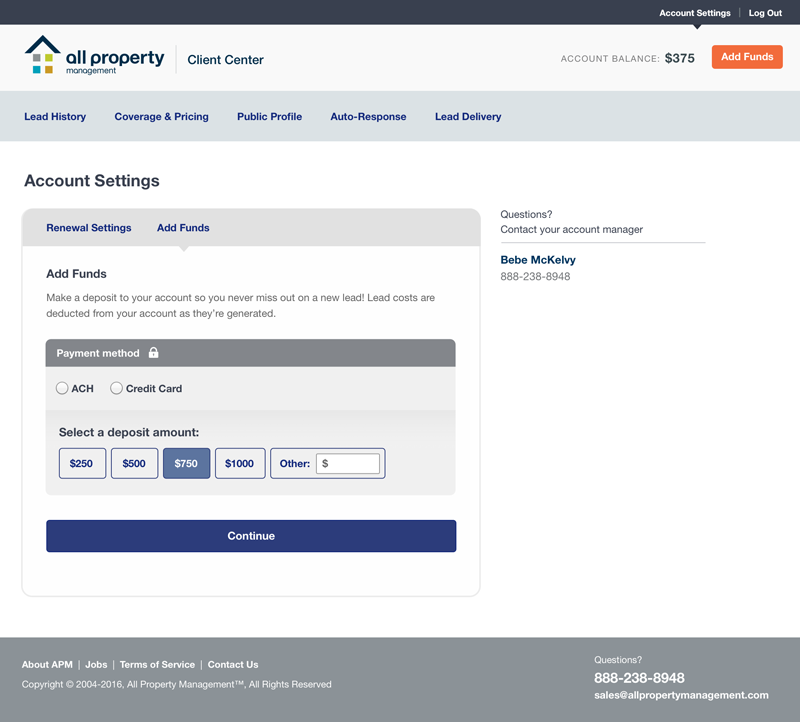 Account Settings | Log Out
all property
management
Client Center
ACCOUNT BALANCE: $375
Add Funds
Lead History
Coverage & Pricing
Public Profile
Auto-Response
Lead Delivery
Account Settings
Renewal Settings
Add Funds
Add Funds
Make a deposit to your account so you never miss out on a new lead! Lead costs are
deducted from your account as they're generated.
Payment method
ACH
Credit Card
Select a deposit amount:
$250
$500
$750
$1000
Other: $
Continue
Questions?
Contact your account manager
Bebe McKelvy
888-238-8948
About APM | Jobs | Terms of Service | Contact Us
Copyright © 2004-2016, All Property Management™, All Rights Reserved
Questions?
888-238-8948
sales@allpropertymanagement.com